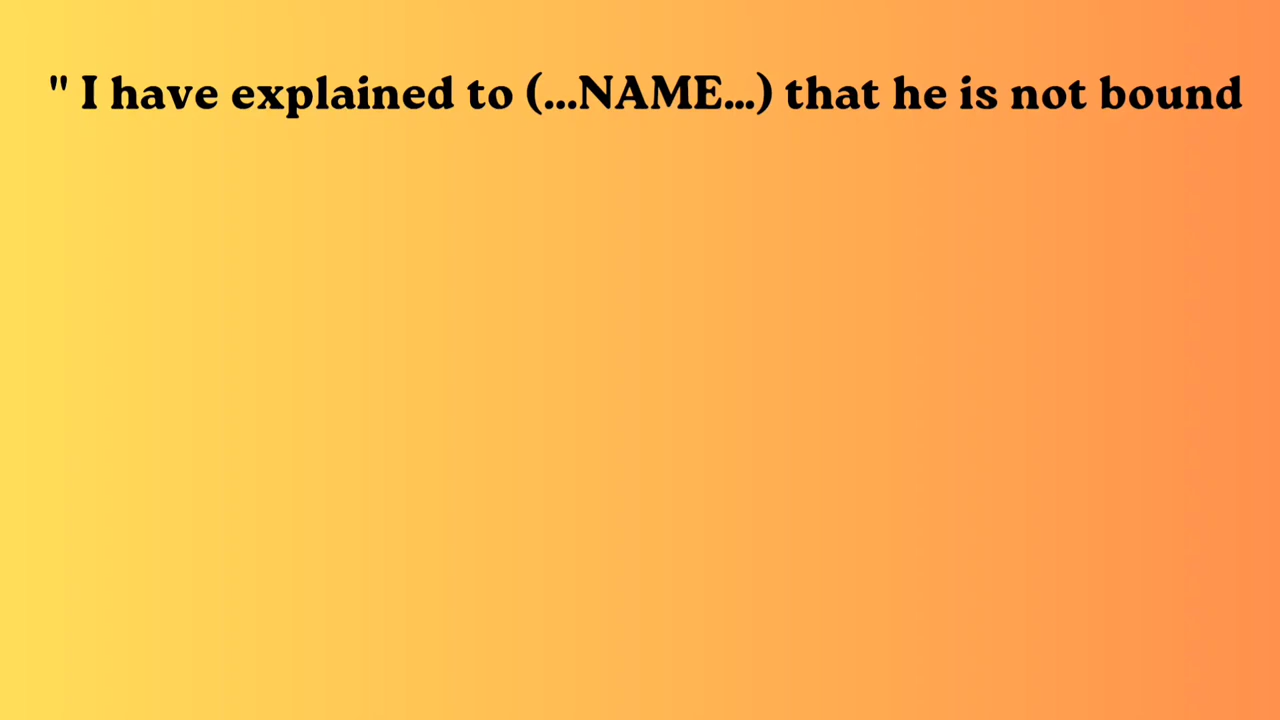 " I have explained to (...NAME...) that he is not bound